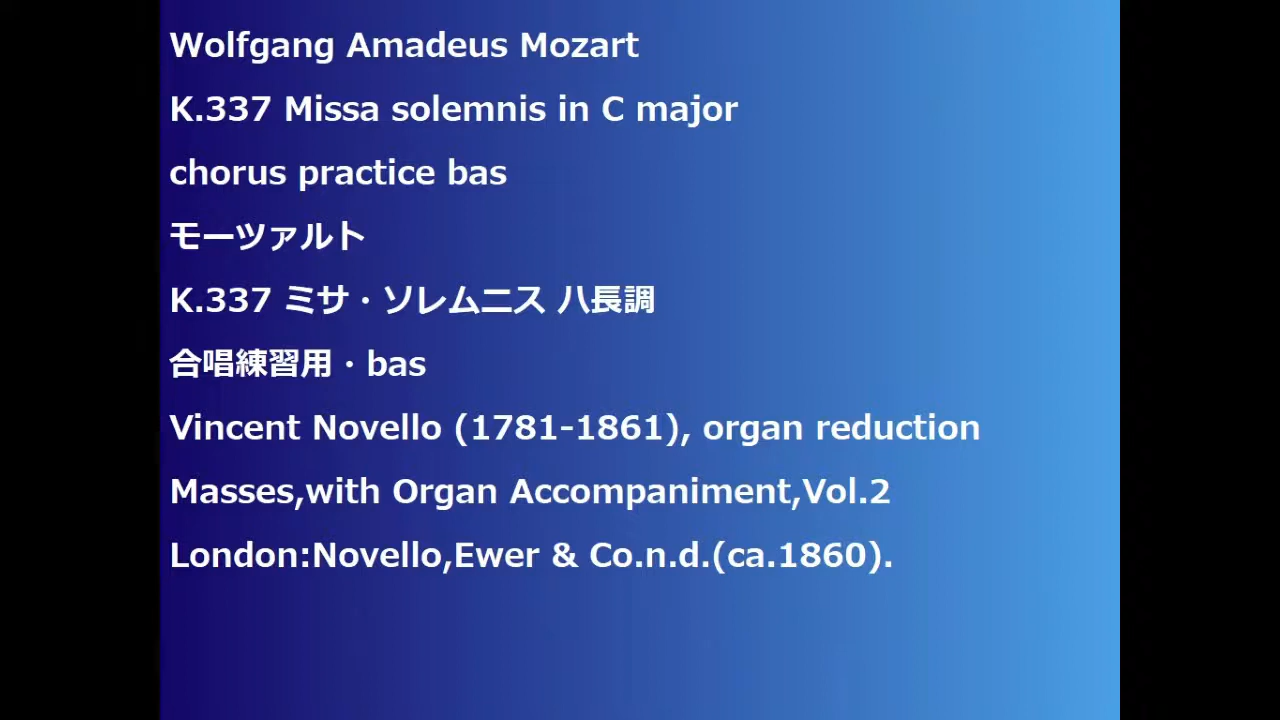 Wolfgang Amadeus Mozart
K.337 Missa solemnis in C major
chorus practice bas
モーツァルト
K.337 ミサ・ソレムニス ハ長調
合唱練習用・bas
Vincent Novello (1781-1861), organ reduction
Masses,with Organ Accompaniment,Vol.2
London:Novello,Ewer & Co.n.d.(ca.1860).